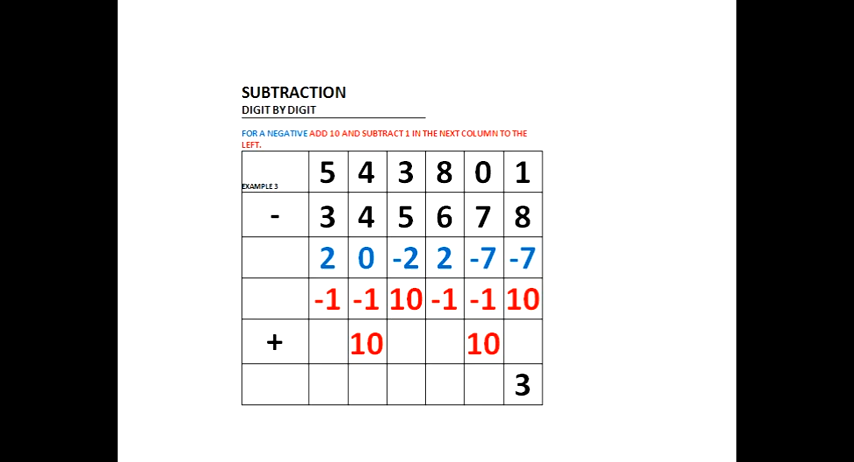 SUBTRACTION
DIGIT BY DIGIT
FOR A NEGATIVE ADD 10 AND SUBTRACT 1 IN THE NEXT COLUMN TO THE
LEFT.
EXAMPLE 3 5 4 3 8 0 1
- 3 4 5 6 7 8
2 0 -2 2 -7 -7
-1 -1 10 -1 -1 10
+ 10 10
3